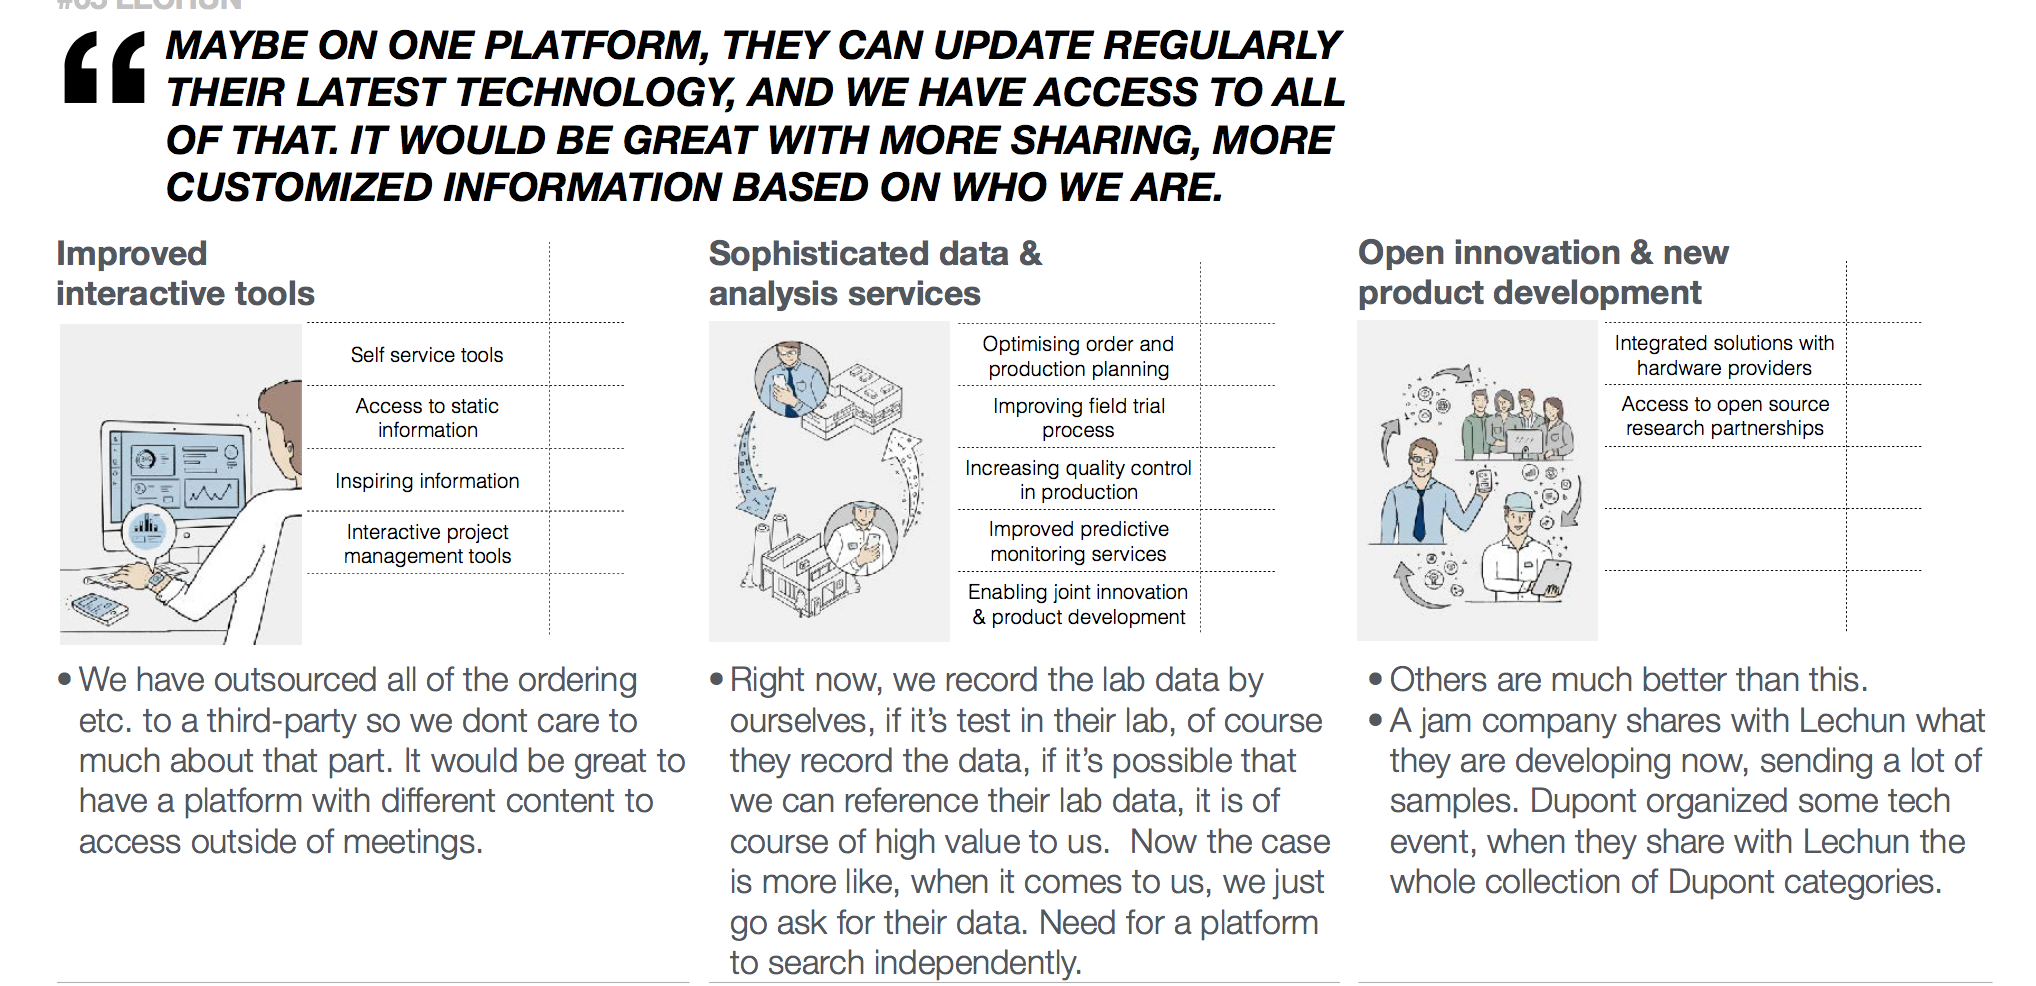 #03 LECHUN
“MAYBE ON ONE PLATFORM, THEY CAN UPDATE REGULARLY
THEIR LATEST TECHNOLOGY, AND WE HAVE ACCESS TO ALL
OF THAT. IT WOULD BE GREAT WITH MORE SHARING, MORE
CUSTOMIZED INFORMATION BASED ON WHO WE ARE.
Improved
interactive tools
Self service tools
Access to static
information
Inspiring information
Interactive project
management tools
• We have outsourced all of the ordering
etc. to a third-party so we dont care to
much about that part. It would be great to
have a platform with different content to
access outside of meetings.
Sophisticated data &
analysis services
Optimising order and
production planning
Improving field trial
process
Increasing quality control
in production
Improved predictive
monitoring services
Enabling joint innovation
& product development
• Right now, we record the lab data by
ourselves, if it’s test in their lab, of course
they record the data, if it’s possible that
we can reference their lab data, it is of
course of high value to us.  Now the case
is more like, when it comes to us, we just
go ask for their data. Need for a platform
to search independently.
Open innovation & new
product development
Integrated solutions with
hardware providers
Access to open source
research partnerships
• Others are much better than this.
• A jam company shares with Lechun what
they are developing now, sending a lot of
samples. Dupont organized some tech
event, when they share with Lechun the
whole collection of Dupont categories.